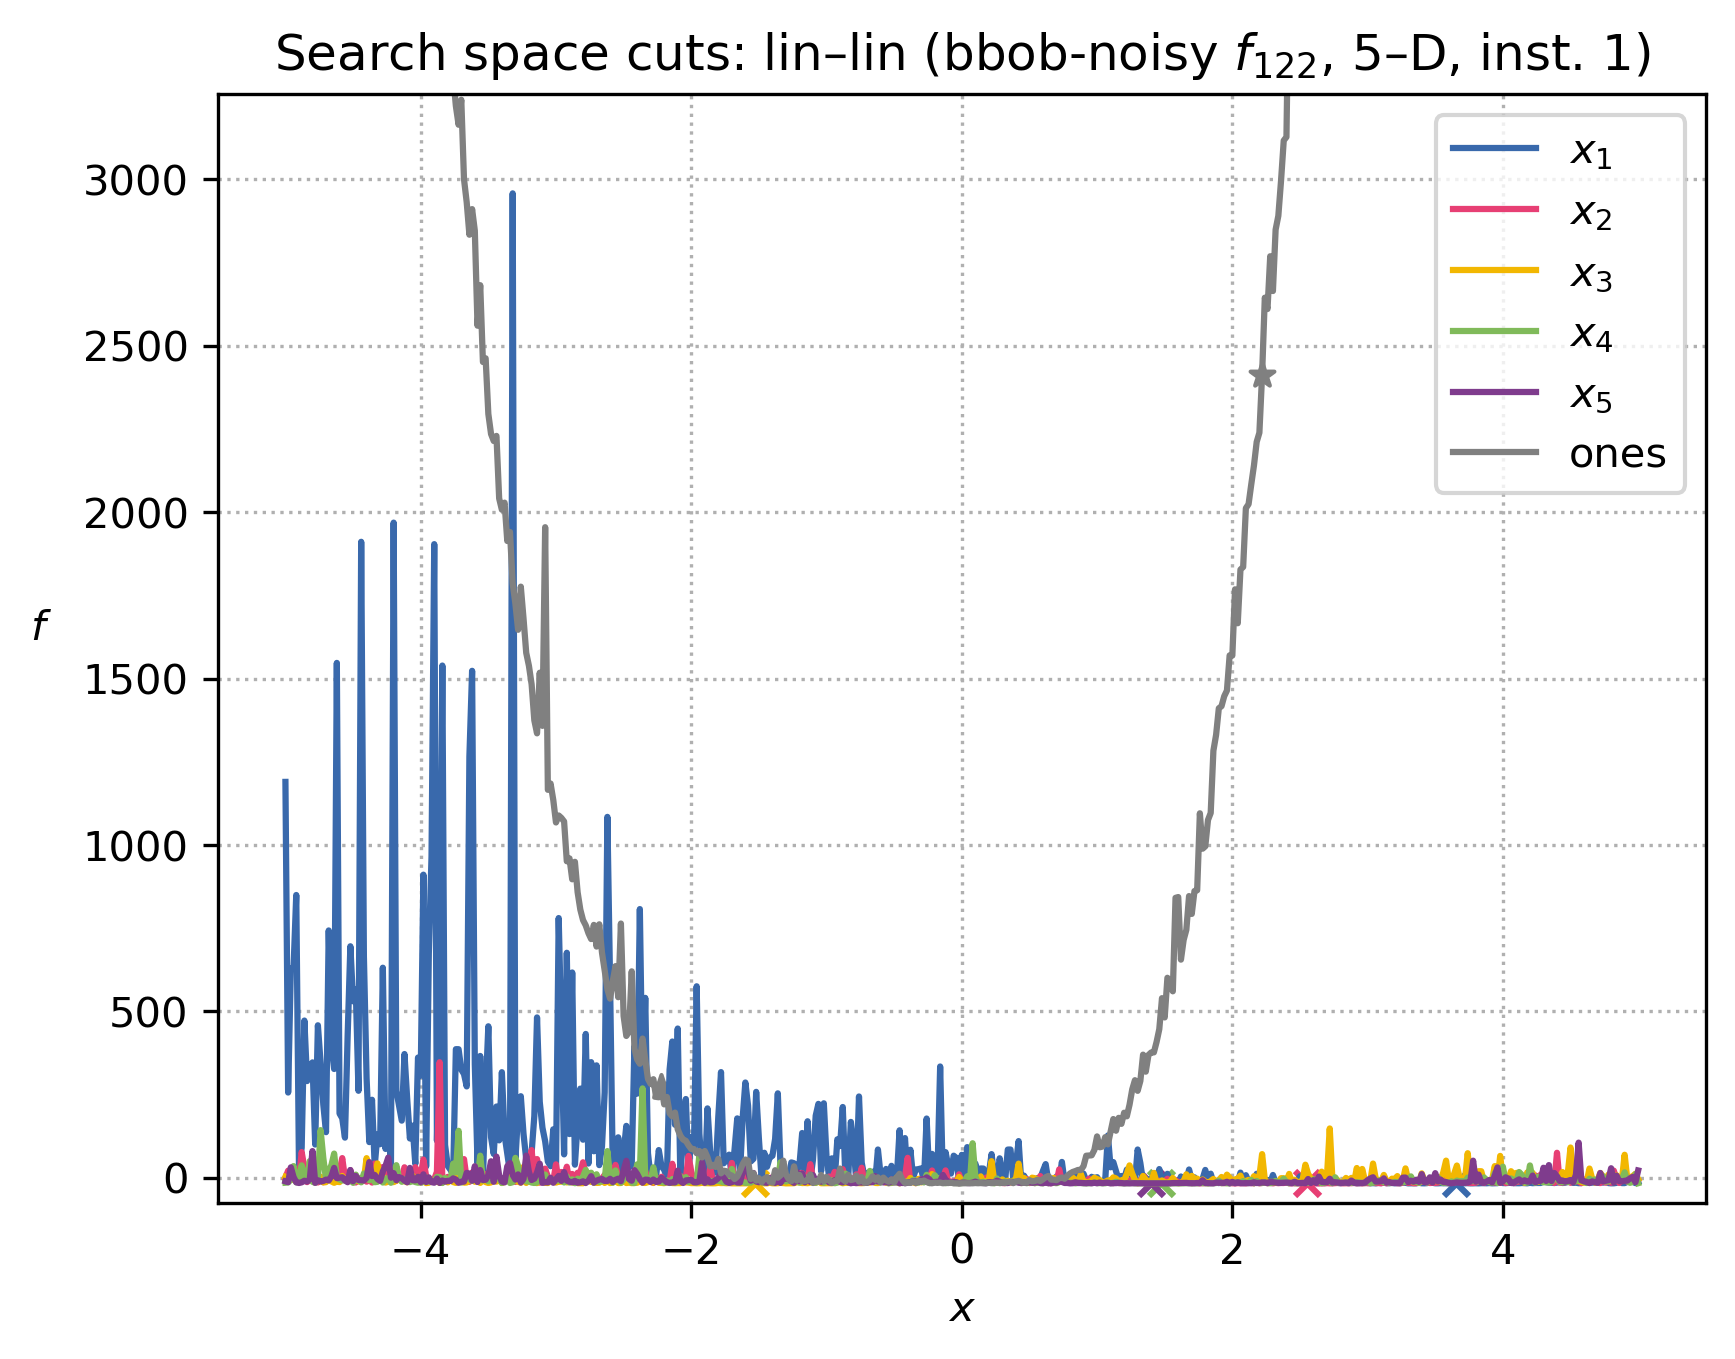 Search space cuts: lin–lin (bbob-noisy f₁₂₂, 5–D, inst. 1)
f
3000
2500
2000
1500
1000
500
0
−4 −2 0 2 4
x
x₁
x₂
x₃
x₄
x₅
ones